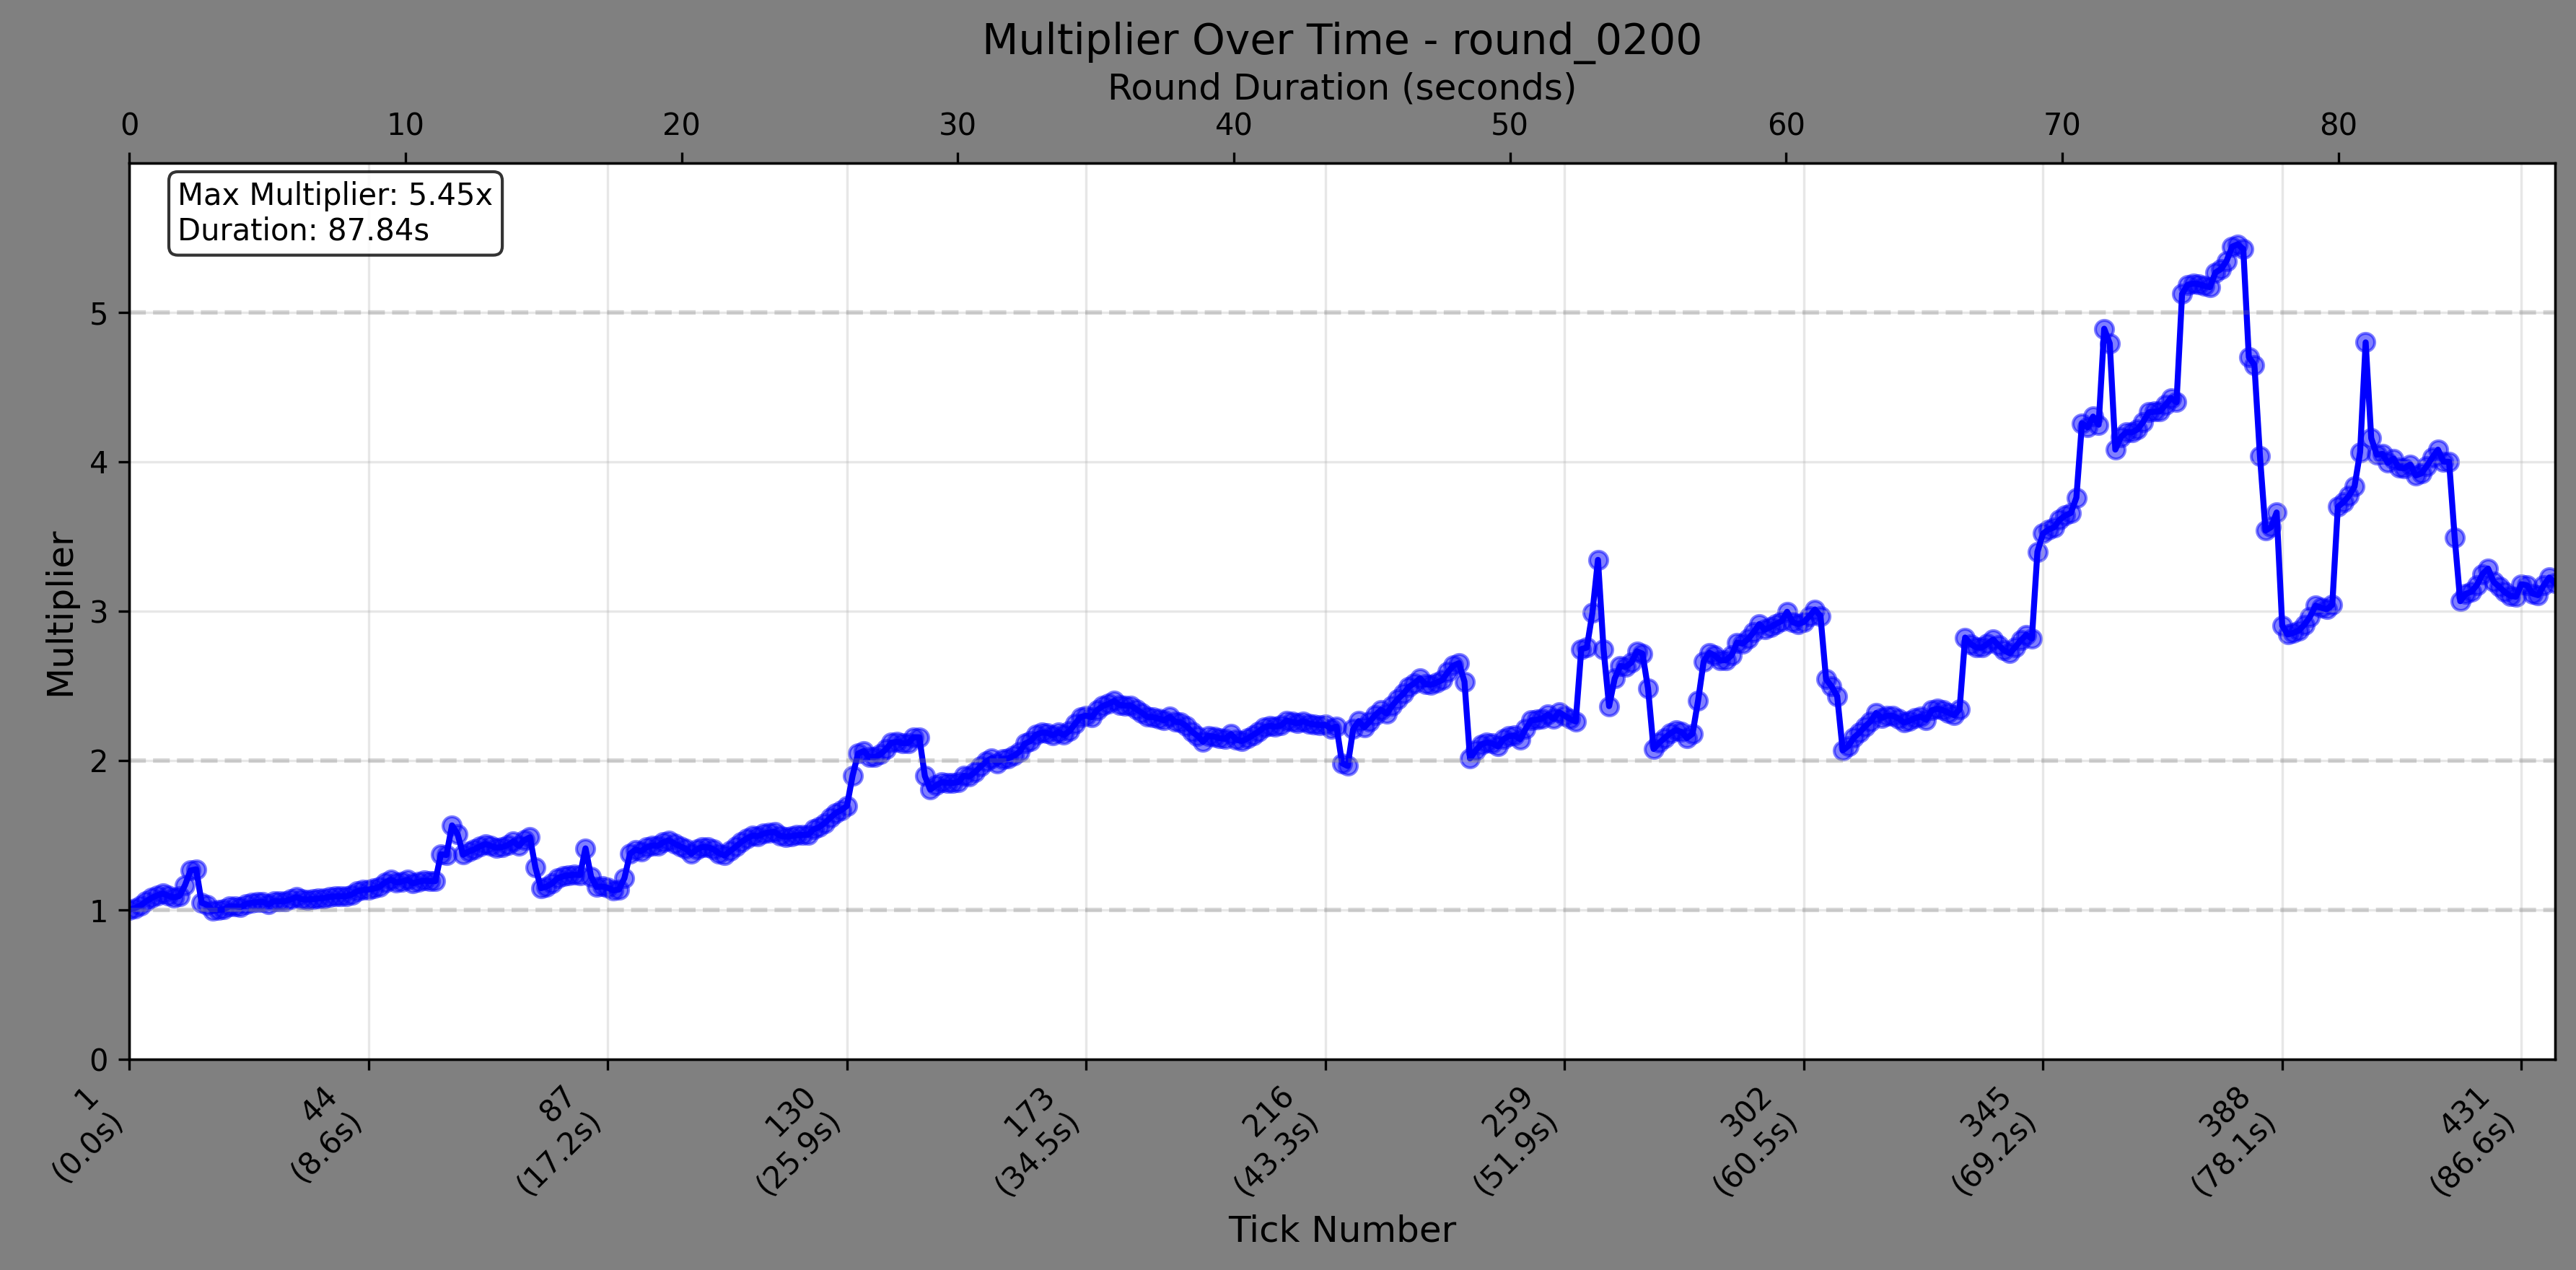 Multiplier Over Time - round_0200
Round Duration (seconds)
0 10 20 30 40 50 60 70 80
Max Multiplier: 5.45x
Duration: 87.84s
5
4
3
2
1
0
Multiplier
1 44 87 130 173 216 259 302 345 388 431
(0.0s) (8.6s) (17.2s) (25.9s) (34.5s) (43.3s) (51.9s) (60.5s) (69.2s) (78.1s) (86.6s)
Tick Number